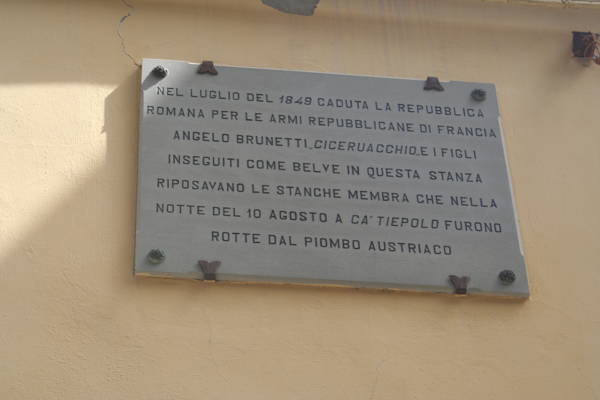 NEL LUGLIO DEL 1849 CADUTA LA REPUBBLICA
ROMANA PER LE ARMI REPUBBLICANE DI FRANCIA
ANGELO BRUNETTI "CICERUACCHIO" E I FIGLI
INSEGUITI COME BELVE IN QUESTA STANZA
RIPOSAVANO LE STANCHE MEMBRA CHE NELLA
NOTTE DEL 10 AGOSTO A CA' TIEPOLO FURONO
ROTTE DAL PIOMBO AUSTRIACO